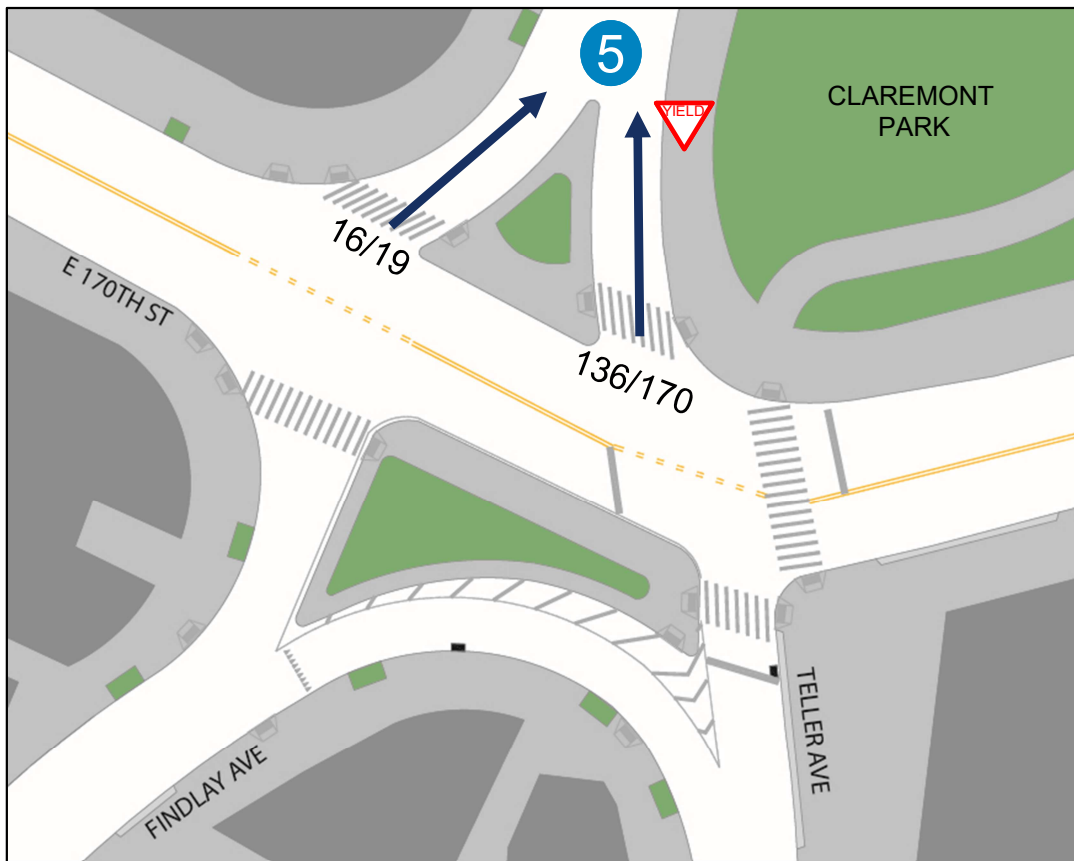 5
YIELD
CLAREMONT
PARK
16/19
E 170TH ST
136/170
TELLER AVE
FINDLAY AVE